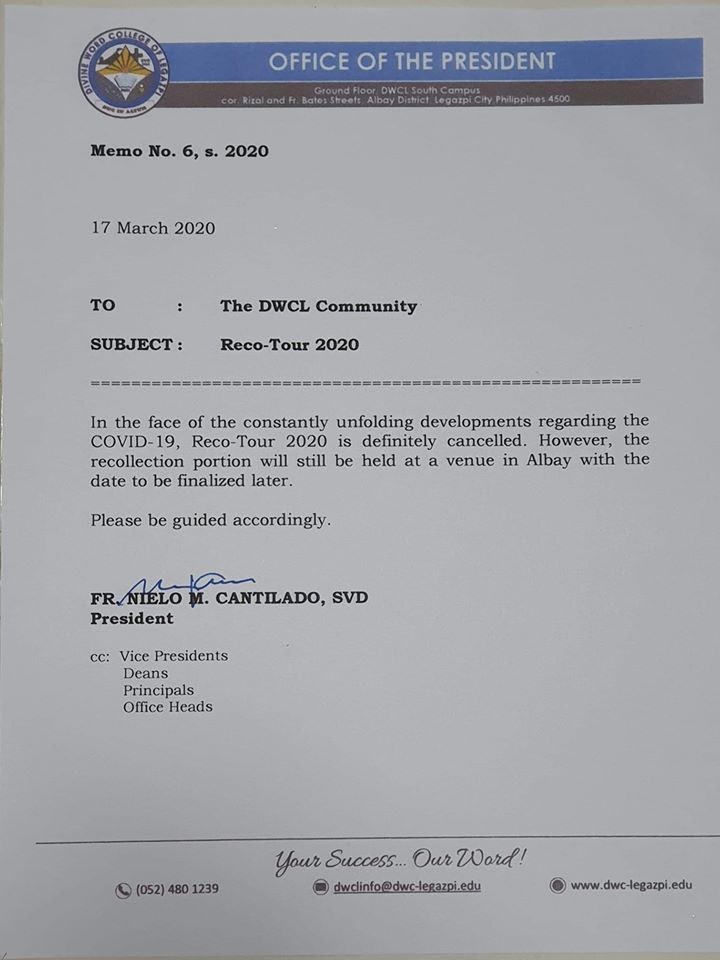 DIVINE WORD COLLEGE OF LEGAZPI
OFFICE OF THE PRESIDENT
Ground Floor, DWCL South Campus
cor. Rizal and Fr. Bates Streets, Albay District, Legazpi City, Philippines 4500
Memo No. 6, s. 2020
17 March 2020
TO : The DWCL Community
SUBJECT : Reco-Tour 2020
=======================================================
In the face of the constantly unfolding developments regarding the
COVID-19, Reco-Tour 2020 is definitely cancelled. However, the
recollection portion will still be held at a venue in Albay with the
date to be finalized later.
Please be guided accordingly.
FR. NIELO M. CANTILADO, SVD
President
cc: Vice Presidents
Deans
Principals
Office Heads
Your Success... Our Word!
(052) 480 1239 dwclinfo@dwc-legazpi.edu www.dwc-legazpi.edu